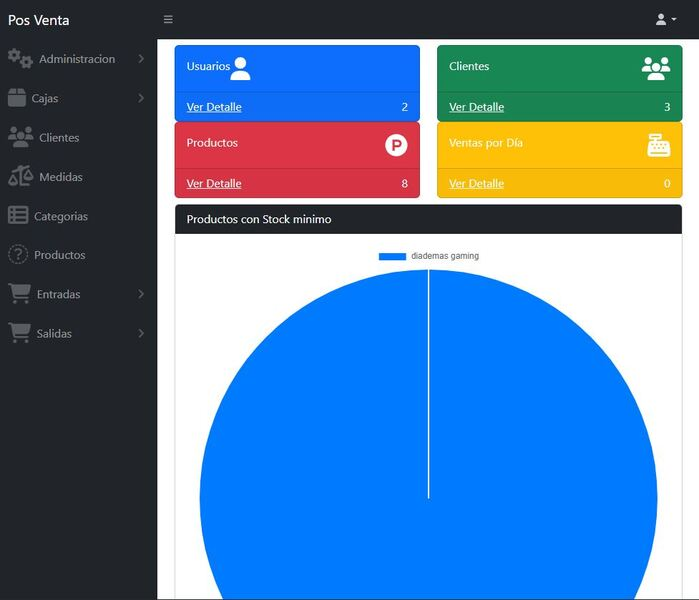 Pos Venta
Administracion
Cajas
Clientes
Medidas
Categorias
Productos
Entradas
Salidas
Usuarios
Ver Detalle 2
Clientes
Ver Detalle 3
Productos P
Ver Detalle 8
Ventas por Día
Ver Detalle 0
Productos con Stock minimo
diademas gaming